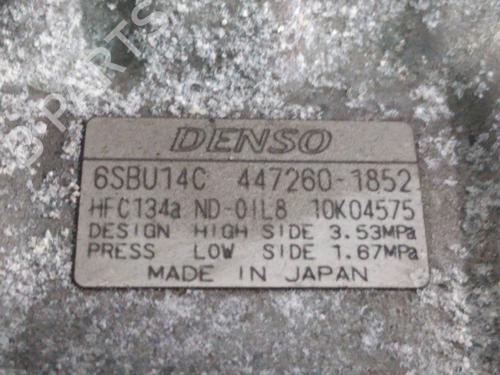 DENSO
6SBU14C 447260-1852
HFC134a ND-OIL8 10K04575
DESIGN HIGH SIDE 3.53MPa
PRESS LOW SIDE 1.67MPa
MADE IN JAPAN